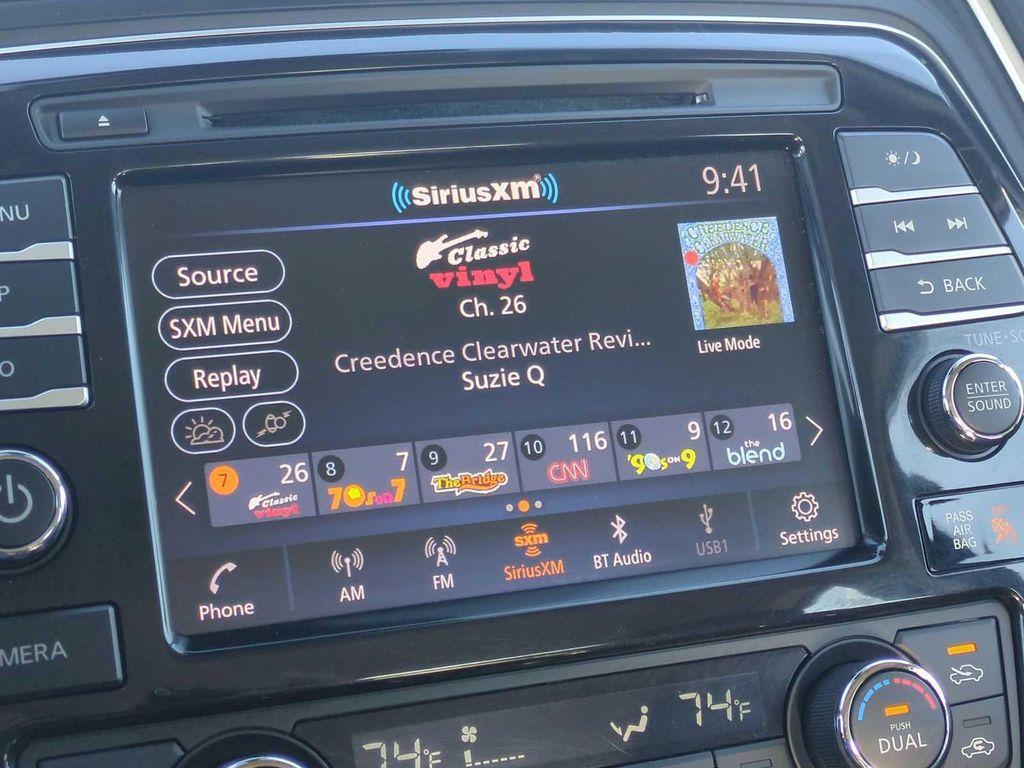 SiriusXm
9:41
NU
Source
Classic
vinyl
Ch. 26
CREEDENCE
CLEARWATER
SXM Menu
Creedence Clearwater Revi...
Suzie Q
Live Mode
Replay
BACK
TUNE
ENTER
SOUND
7 26
Classic
vinyl
8 7
70s on 7
9 27
The Bridge
10 116
CNN
11 9
'90s ON 9
12 16
the
blend
Phone
AM
FM
sxm
SiriusXM
BT Audio
USB1
Settings
PASS
AIR
BAG
MERA
74°F
74°F
PUSH
DUAL